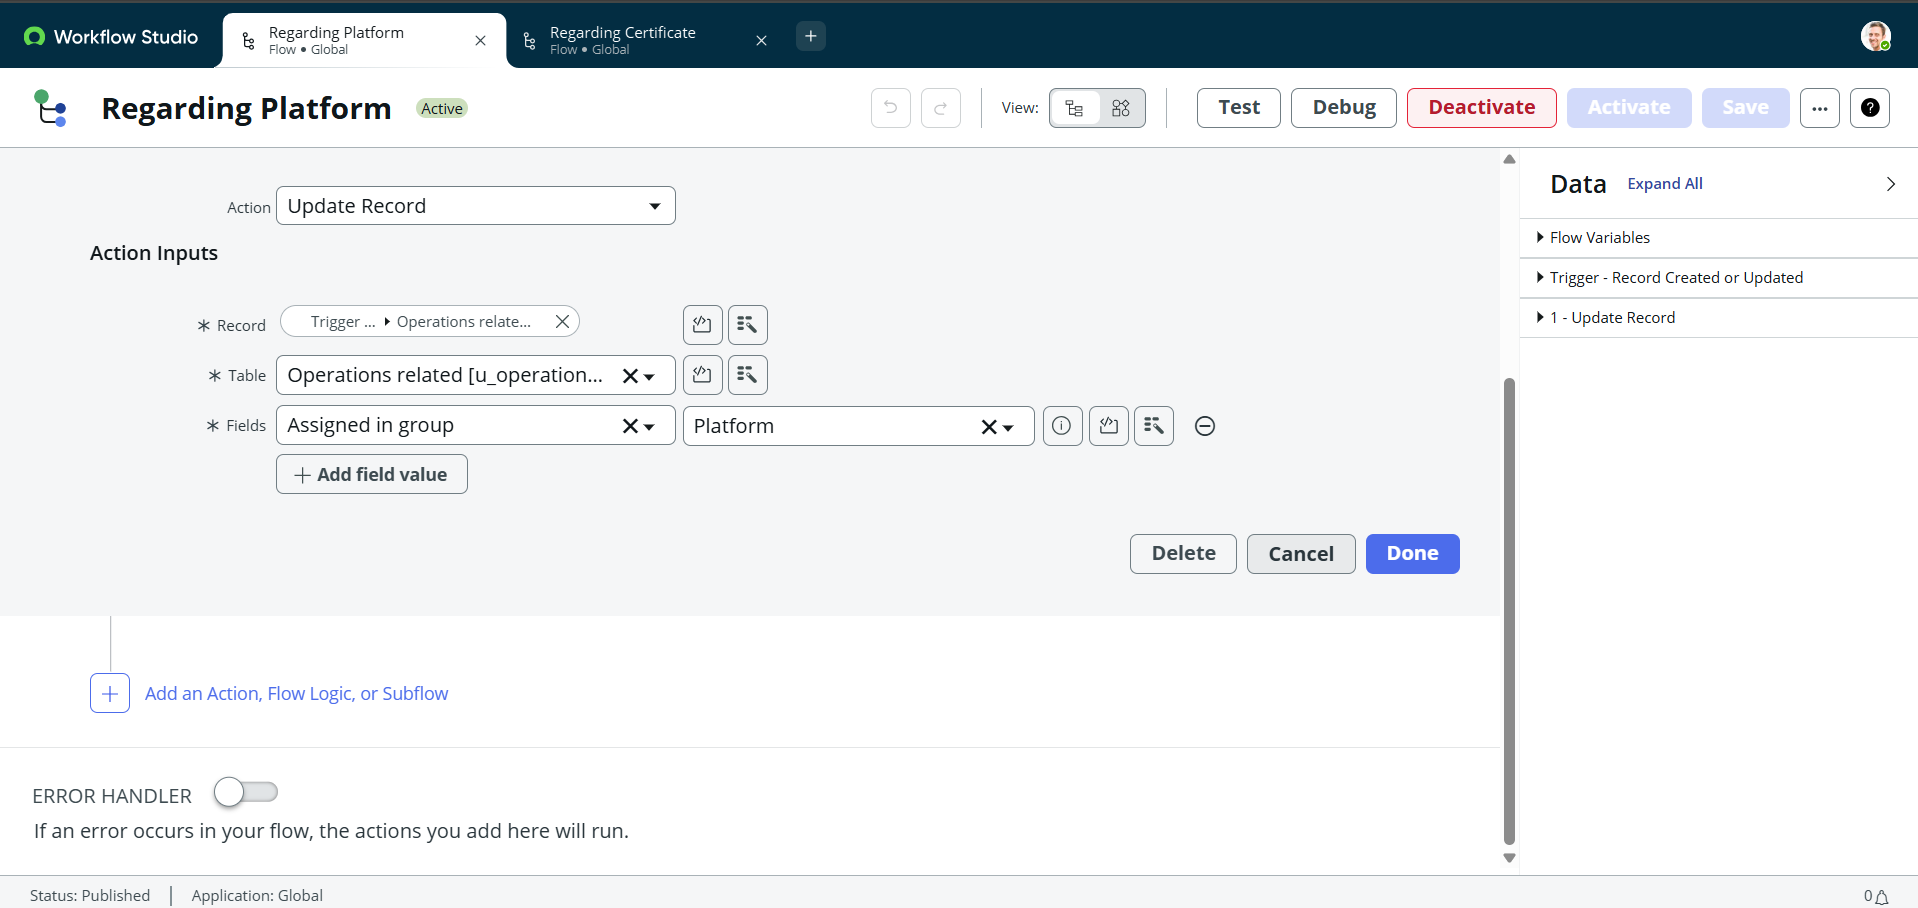 Workflow Studio
Regarding Platform
Flow • Global
Regarding Certificate
Flow • Global
Regarding Platform
Active
View:
Test
Debug
Deactivate
Activate
Save
Action
Update Record
Action Inputs
* Record
Trigger ... ▸ Operations relate...
* Table
Operations related [u_operation...
* Fields
Assigned in group
Platform
+ Add field value
Delete
Cancel
Done
Add an Action, Flow Logic, or Subflow
ERROR HANDLER
If an error occurs in your flow, the actions you add here will run.
Data
Expand All
Flow Variables
Trigger - Record Created or Updated
1 - Update Record
Status: Published
Application: Global
0